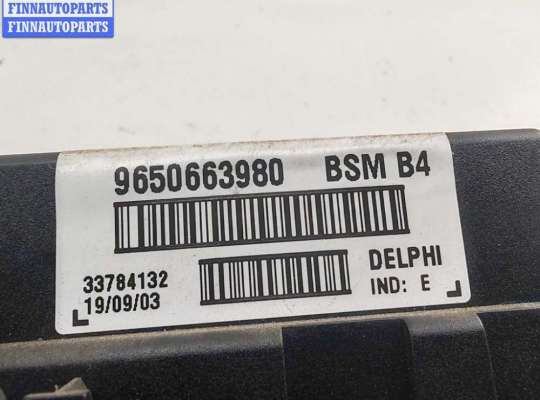 FINNAUTOPARTS
FINNAUTOPARTS
9650663980 BSM B4
33784132 DELPHI
19/09/03 IND: E